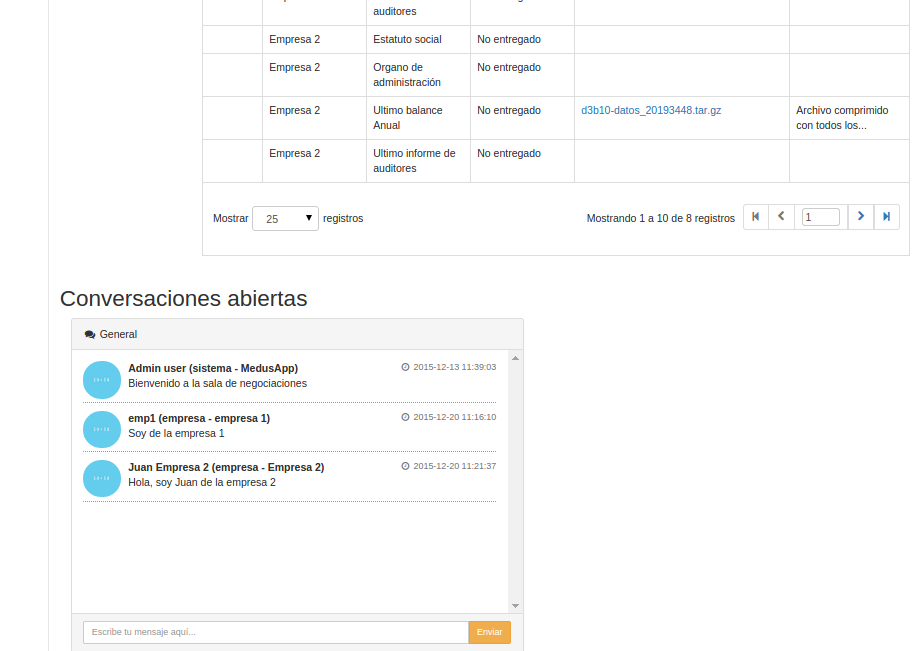 auditores
Empresa 2 Estatuto social No entregado
Empresa 2 Organo de No entregado
administración
Empresa 2 Ultimo balance No entregado d3b10-datos_20193448.tar.gz Archivo comprimido
Anual con todos los...
Empresa 2 Ultimo informe de No entregado
auditores
Mostrar 25 registros Mostrando 1 a 10 de 8 registros 1
Conversaciones abiertas
General
Admin user (sistema - MedusApp) 2015-12-13 11:39:03
Bienvenido a la sala de negociaciones
emp1 (empresa - empresa 1) 2015-12-20 11:16:10
Soy de la empresa 1
Juan Empresa 2 (empresa - Empresa 2) 2015-12-20 11:21:37
Hola, soy Juan de la empresa 2
Escribe tu mensaje aquí... Enviar